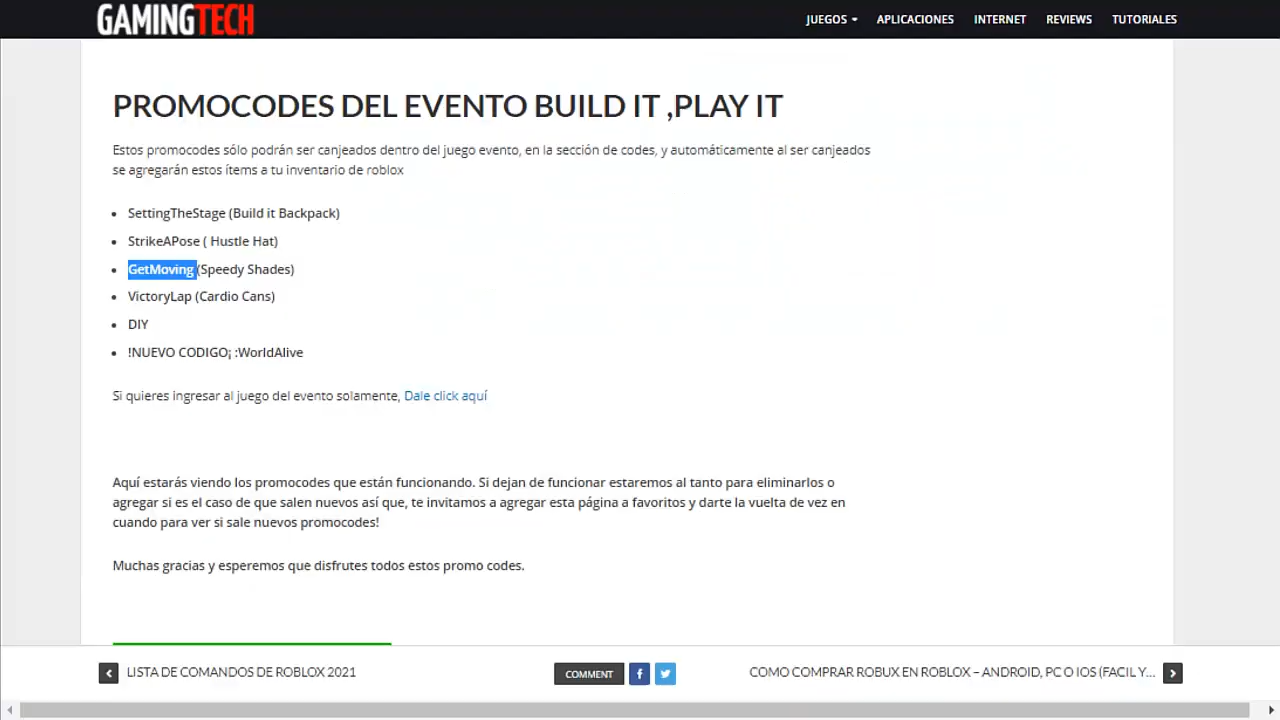 GAMINGTECH
JUEGOS APLICACIONES INTERNET REVIEWS TUTORIALES
PROMOCODES DEL EVENTO BUILD IT ,PLAY IT
Estos promocodes sólo podrán ser canjeados dentro del juego evento, en la sección de codes, y automáticamente al ser canjeados
se agregarán estos ítems a tu inventario de roblox
SettingTheStage (Build it Backpack)
StrikeAPose ( Hustle Hat)
GetMoving (Speedy Shades)
VictoryLap (Cardio Cans)
DIY
!NUEVO CODIGO¡ :WorldAlive
Si quieres ingresar al juego del evento solamente, Dale click aquí
Aquí estarás viendo los promocodes que están funcionando. Si dejan de funcionar estaremos al tanto para eliminarlos o
agregar si es el caso de que salen nuevos así que, te invitamos a agregar esta página a favoritos y darte la vuelta de vez en
cuando para ver si sale nuevos promocodes!
Muchas gracias y esperemos que disfrutes todos estos promo codes.
LISTA DE COMANDOS DE ROBLOX 2021
COMMENT
COMO COMPRAR ROBUX EN ROBLOX – ANDROID, PC O IOS (FACIL Y...